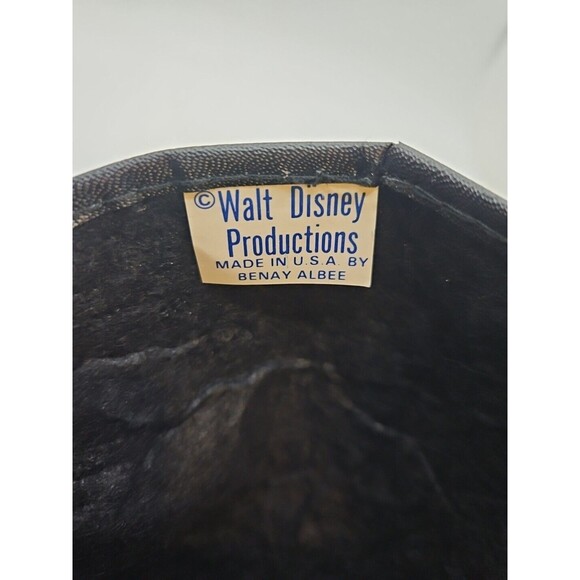 ©Walt Disney
Productions
MADE IN U.S.A. BY
BENAY ALBEE